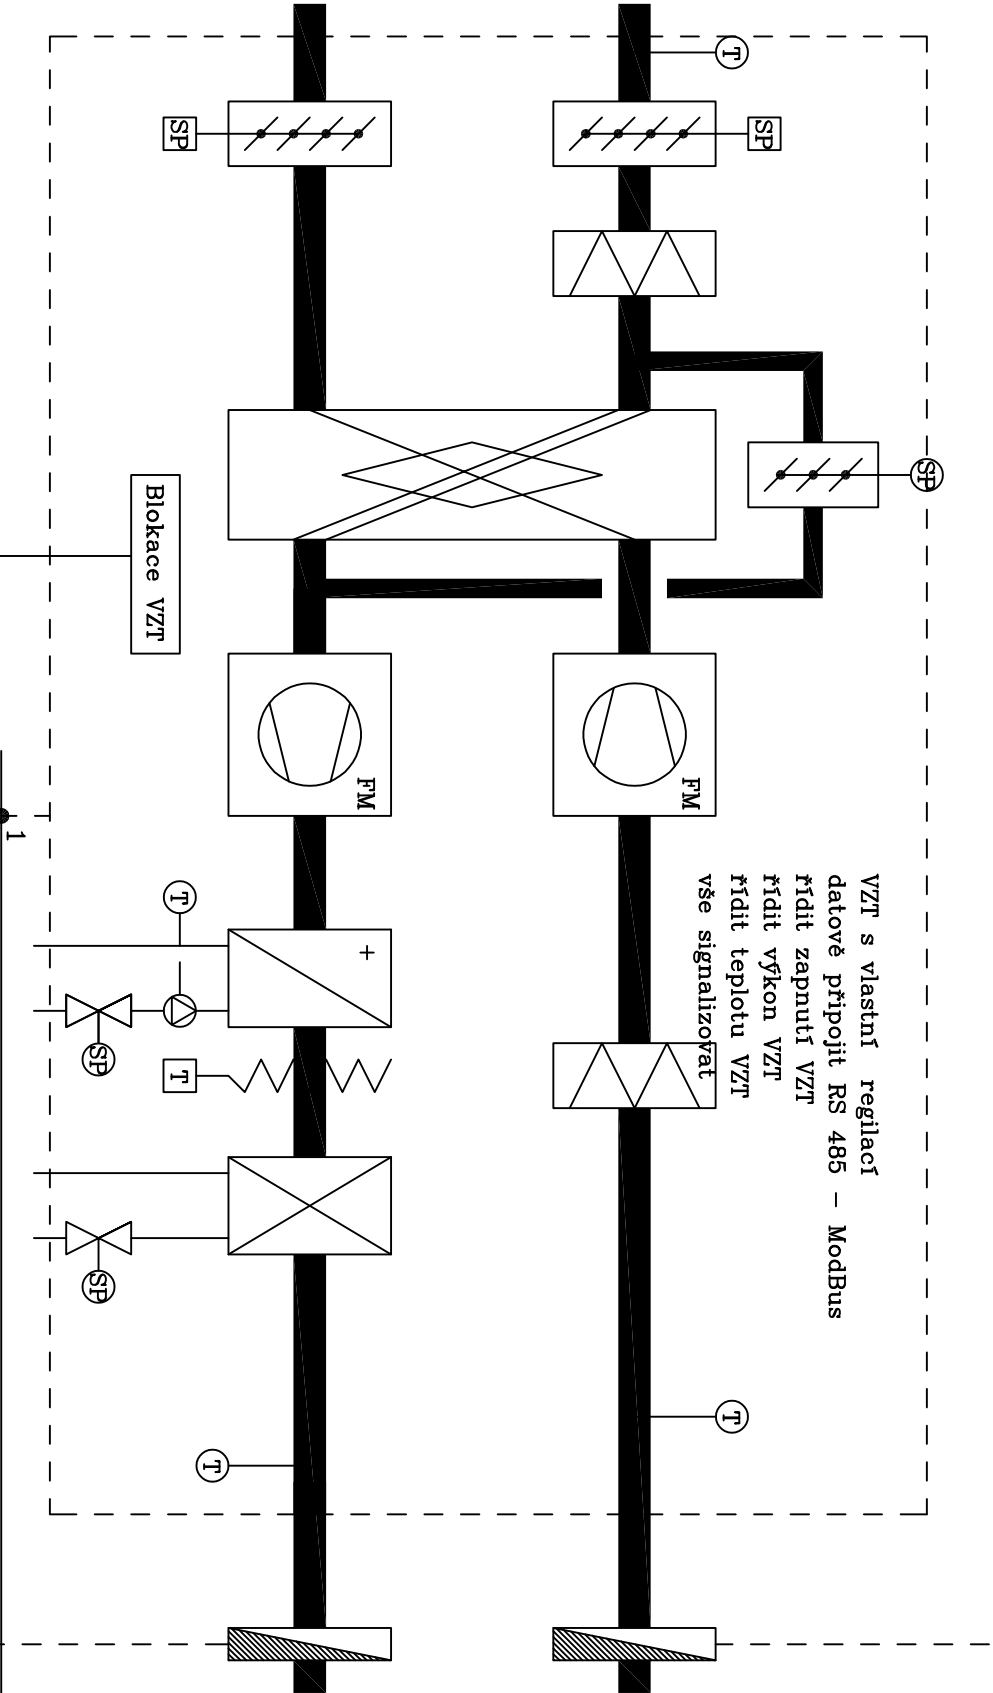 VZT s vlastní regilací
datově připojit RS 485 – ModBus
řídit zapnutí VZT
řídit výkon VZT
řídit teplotu VZT
vše signalizovat
T
SP
SP
SP
Blokace VZT
FM
FM
1
T
+
SP
T
SP
T
T